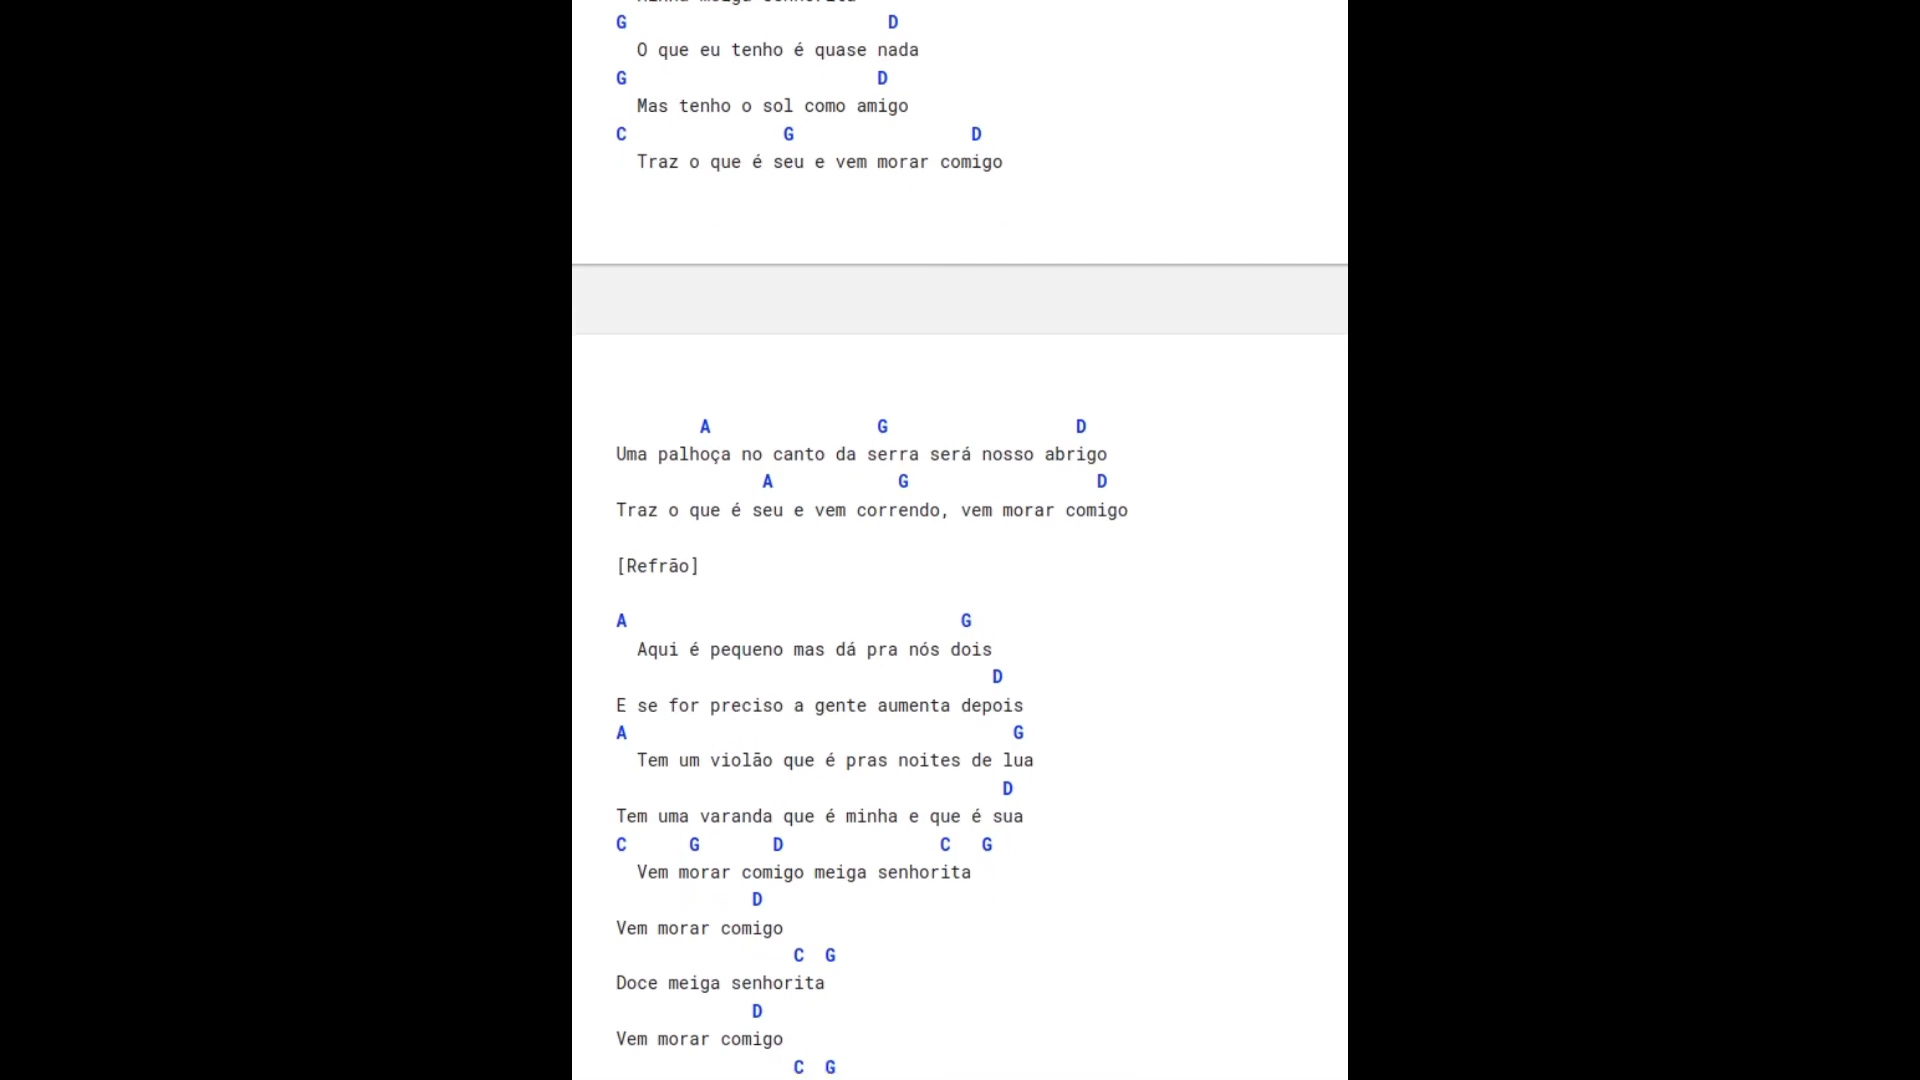 G D
O que eu tenho é quase nada
G D
Mas tenho o sol como amigo
C G D
Traz o que é seu e vem morar comigo
A G D
Uma palhoça no canto da serra será nosso abrigo
A G D
Traz o que é seu e vem correndo, vem morar comigo
[Refrão]
A G
Aqui é pequeno mas dá pra nós dois
D
E se for preciso a gente aumenta depois
A G
Tem um violão que é pras noites de lua
D
Tem uma varanda que é minha e que é sua
C G D C G
Vem morar comigo meiga senhorita
D
Vem morar comigo
C G
Doce meiga senhorita
D
Vem morar comigo
C G